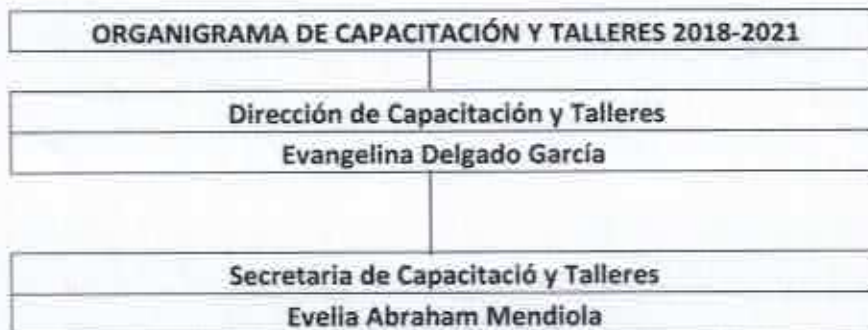 ORGANIGRAMA DE CAPACITACIÓN Y TALLERES 2018-2021
Dirección de Capacitación y Talleres
Evangelina Delgado García
Secretaria de Capacitació y Talleres
Evelia Abraham Mendiola